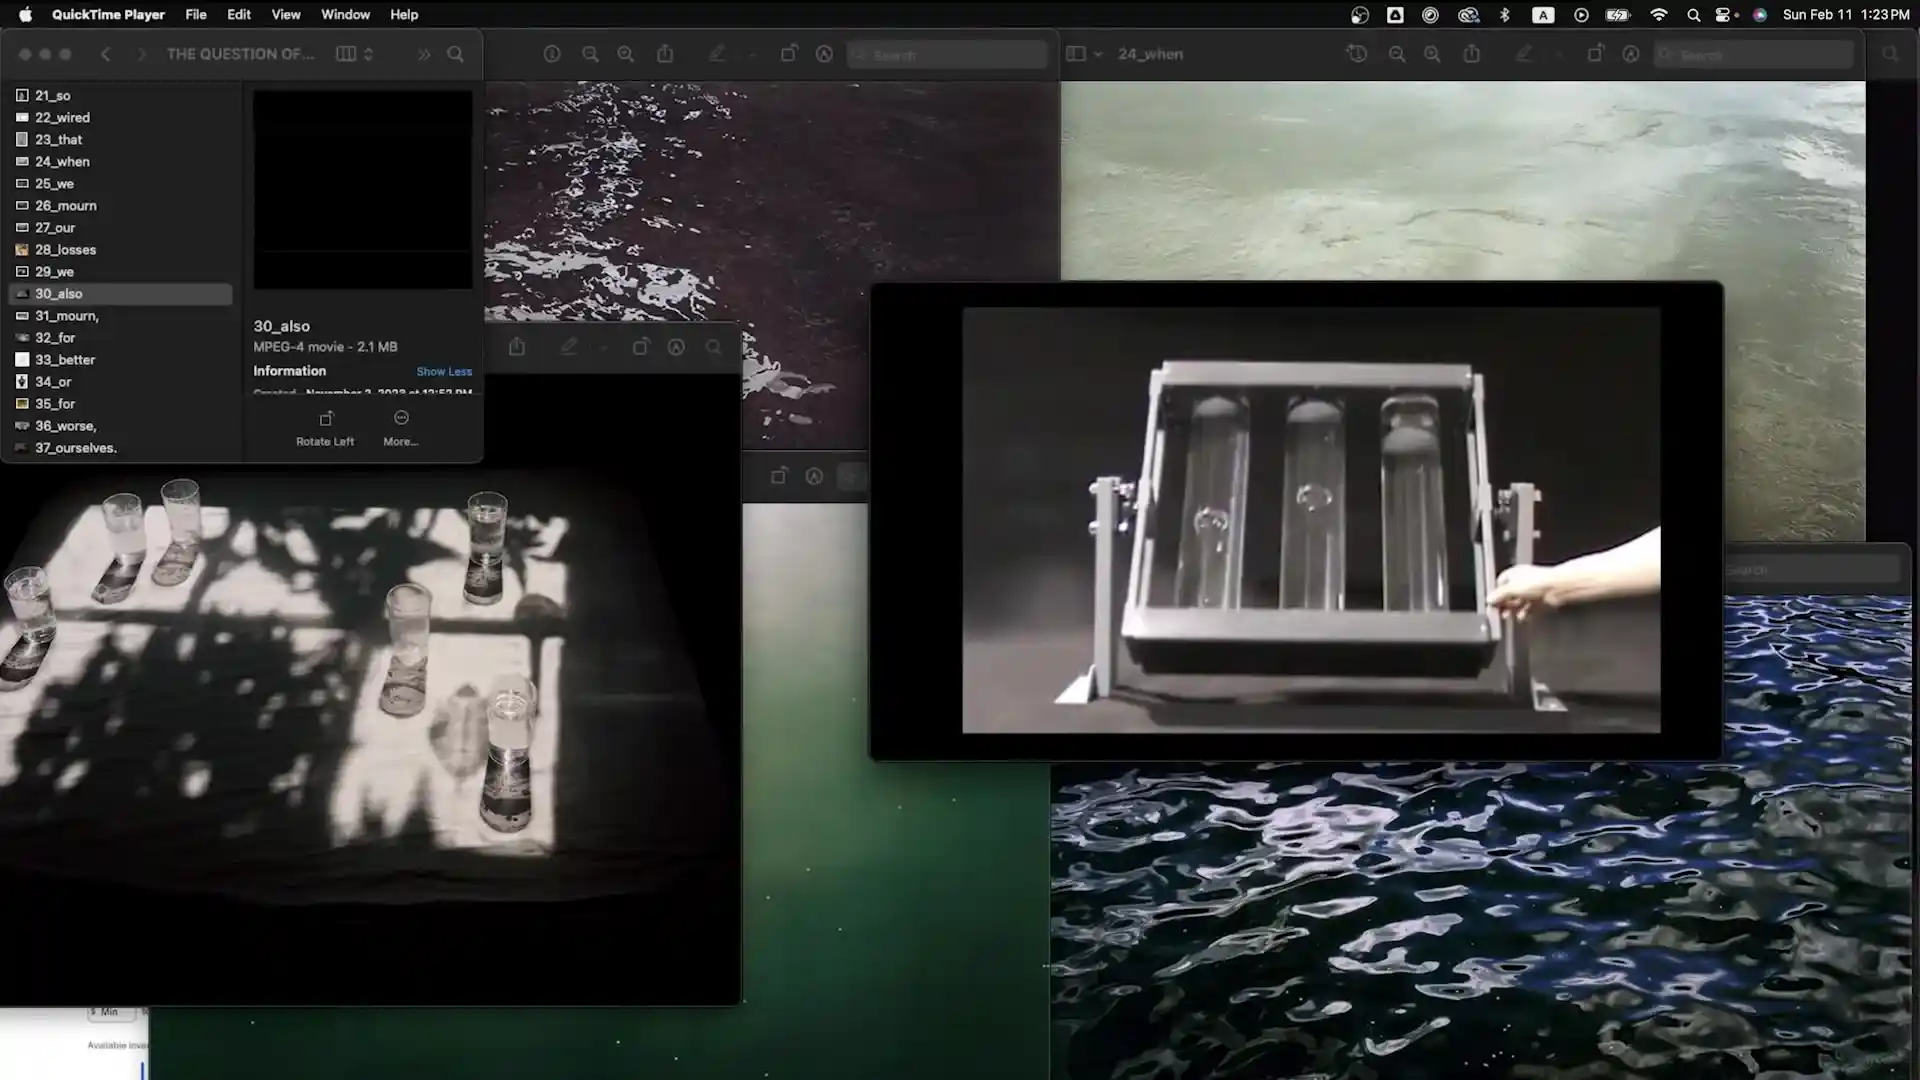 QuickTime Player File Edit View Window Help
A
Sun Feb 11 1:23 PM
THE QUESTION OF...
Search
24_when
Search
21_so
22_wired
23_that
24_when
25_we
26_mourn
27_our
28_losses
29_we
30_also
31_mourn,
32_for
33_better
34_or
35_for
36_worse,
37_ourselves.
30_also
MPEG-4 movie - 2.1 MB
Information Show Less
Rotate Left More...
Search
Min
Available